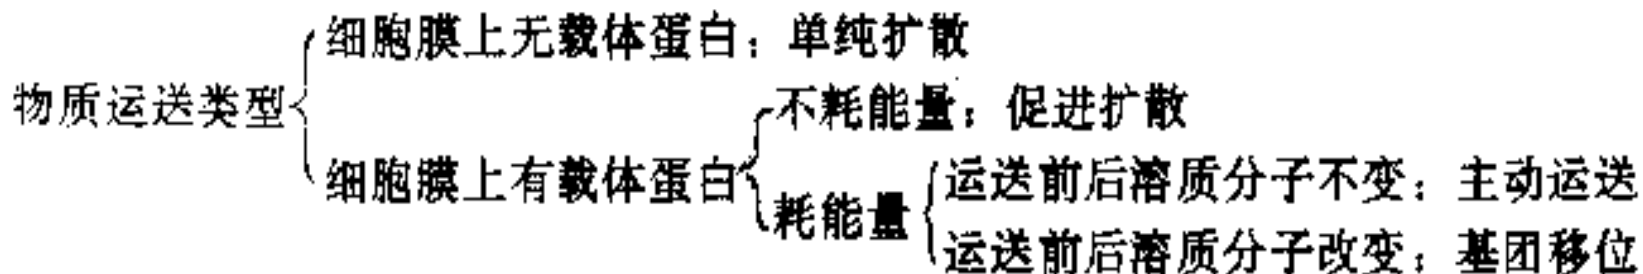 细胞膜上无载体蛋白：单纯扩散
物质运送类型
不耗能量：促进扩散
细胞膜上有载体蛋白
耗能量
运送前后溶质分子不变：主动运送
运送前后溶质分子改变：基团移位